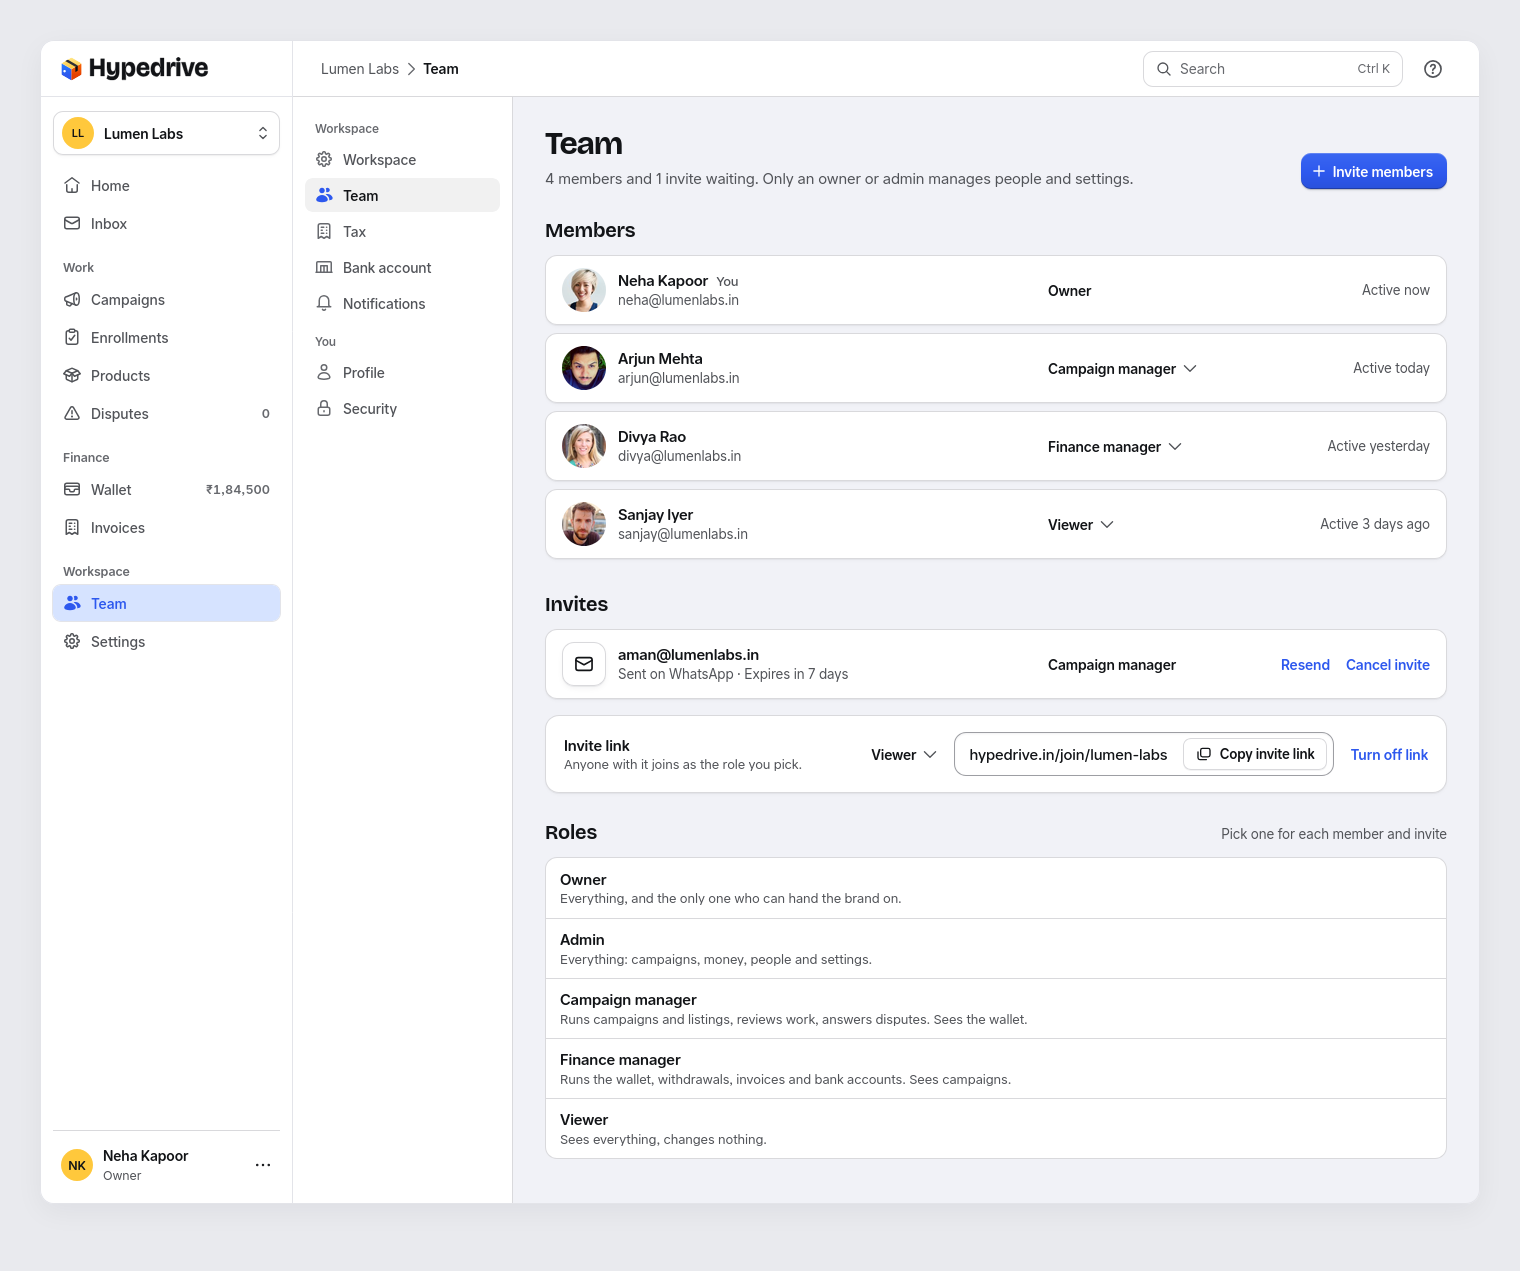 Hypedrive
Lumen Labs
Team
Search
Ctrl K
LL
Lumen Labs
Home
Inbox
Work
Campaigns
Enrollments
Products
Disputes
0
Finance
Wallet
₹1,84,500
Invoices
Workspace
Team
Settings
NK
Neha Kapoor
Owner
Workspace
Workspace
Team
Tax
Bank account
Notifications
You
Profile
Security
Team
4 members and 1 invite waiting. Only an owner or admin manages people and settings.
Invite members
Members
Neha Kapoor You
neha@lumenlabs.in
Owner
Active now
Arjun Mehta
arjun@lumenlabs.in
Campaign manager
Active today
Divya Rao
divya@lumenlabs.in
Finance manager
Active yesterday
Sanjay Iyer
sanjay@lumenlabs.in
Viewer
Active 3 days ago
Invites
aman@lumenlabs.in
Sent on WhatsApp · Expires in 7 days
Campaign manager
Resend
Cancel invite
Invite link
Anyone with it joins as the role you pick.
Viewer
hypedrive.in/join/lumen-labs
Copy invite link
Turn off link
Roles
Pick one for each member and invite
Owner
Everything, and the only one who can hand the brand on.
Admin
Everything: campaigns, money, people and settings.
Campaign manager
Runs campaigns and listings, reviews work, answers disputes. Sees the wallet.
Finance manager
Runs the wallet, withdrawals, invoices and bank accounts. Sees campaigns.
Viewer
Sees everything, changes nothing.